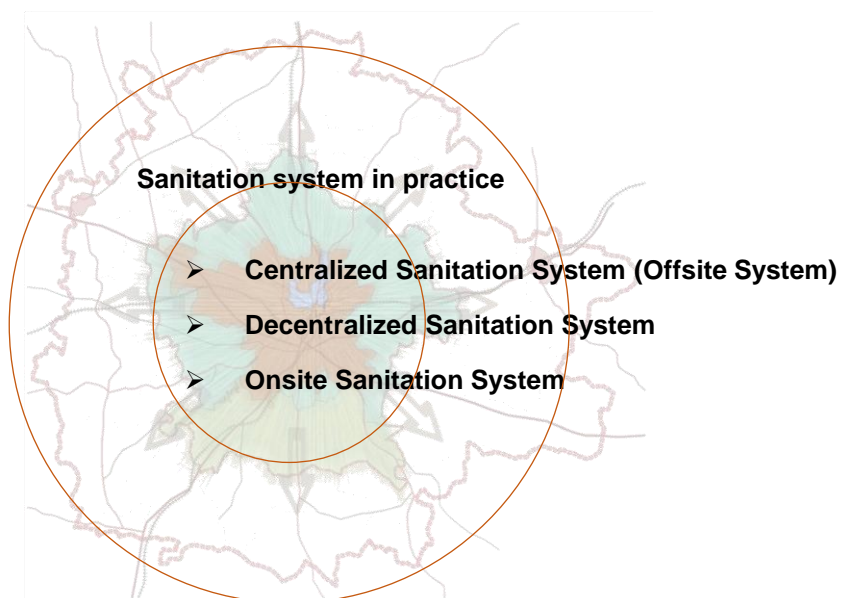 Sanitation system in practice
➢ Centralized Sanitation System (Offsite System)
➢ Decentralized Sanitation System
➢ Onsite Sanitation System